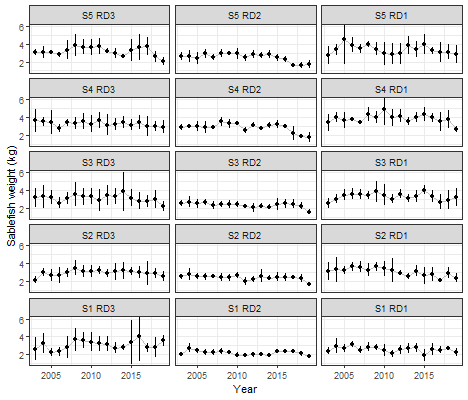 S5 RD3 S5 RD2 S5 RD1
6
4
2
S4 RD3 S4 RD2 S4 RD1
6
4
2
Sablefish weight (kg)
S3 RD3 S3 RD2 S3 RD1
6
4
2
S2 RD3 S2 RD2 S2 RD1
6
4
2
S1 RD3 S1 RD2 S1 RD1
6
4
2
2005 2010 2015 2005 2010 2015 2005 2010 2015
Year